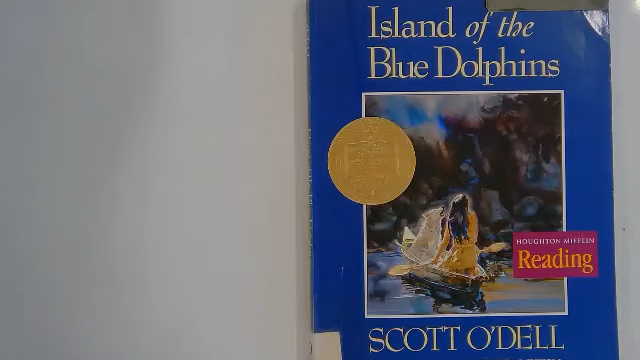 Island of the
Blue Dolphins
HOUGHTON MIFFLIN
Reading
SCOTT O'DELL